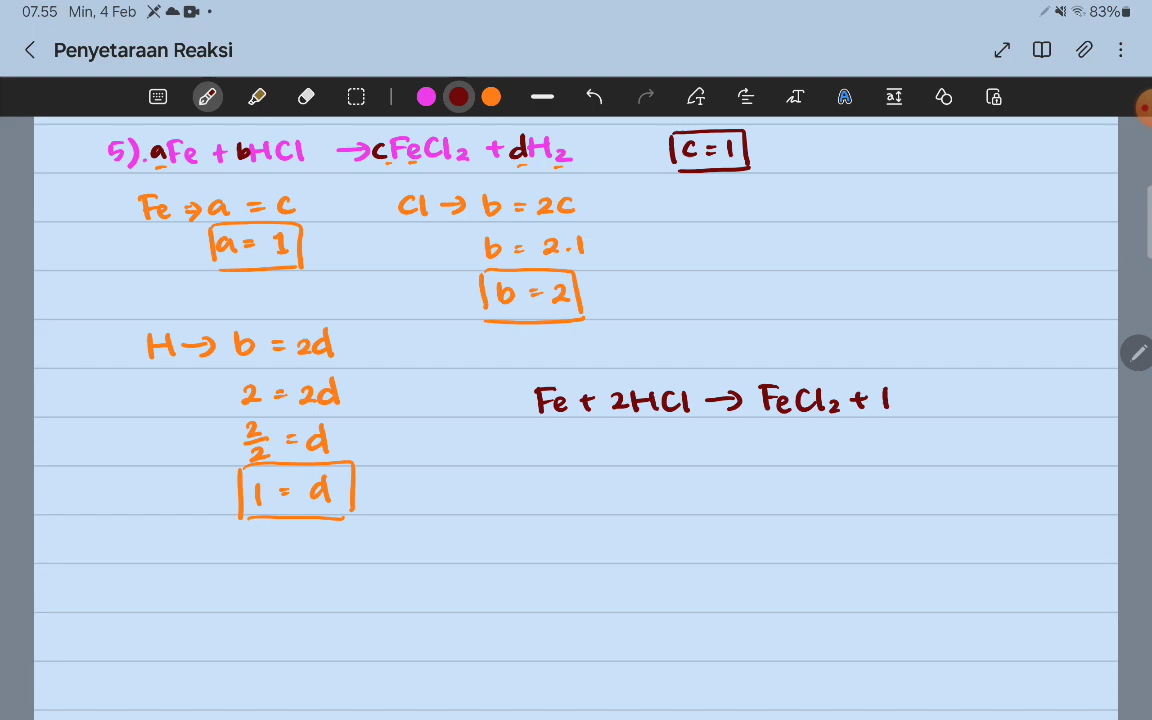 07.55 Min, 4 Feb 83%
Penyetaraan Reaksi
5). aFe + bHCl → cFeCl₂ + dH₂ c = 1
Fe → a = c Cl → b = 2c
a = 1 b = 2.1
b = 2
H → b = 2d
2 = 2d Fe + 2HCl → FeCl₂ + 1
2/2 = d
1 = d